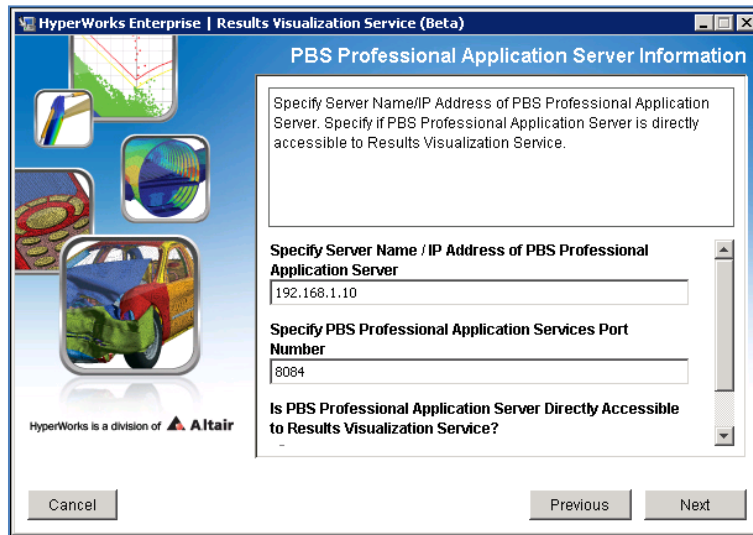 HyperWorks Enterprise | Results Visualization Service (Beta)
PBS Professional Application Server Information
Specify Server Name/IP Address of PBS Professional Application
Server. Specify if PBS Professional Application Server is directly
accessible to Results Visualization Service.
Specify Server Name / IP Address of PBS Professional
Application Server
192.168.1.10
Specify PBS Professional Application Services Port
Number
8084
Is PBS Professional Application Server Directly Accessible
to Results Visualization Service?
HyperWorks is a division of Altair
Cancel
Previous
Next